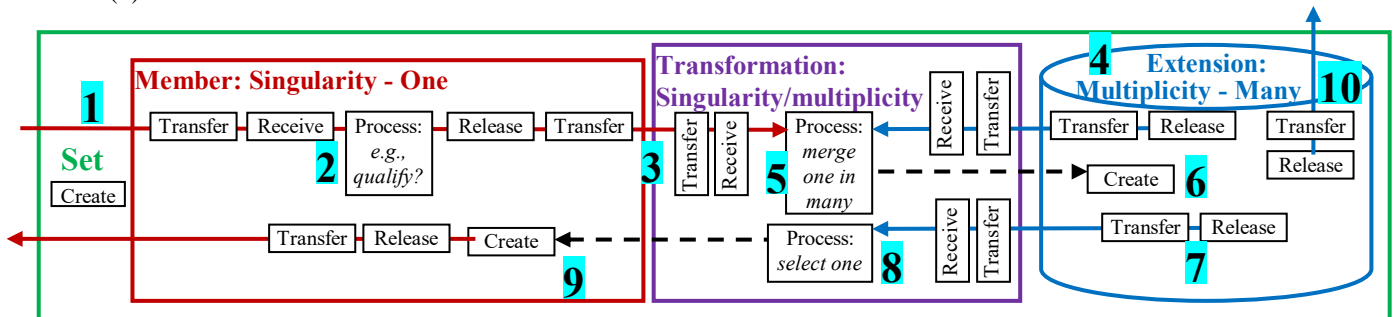 1
Set
Create
Member: Singularity - One
Transfer
Receive
2
Process:
e.g.,
qualify?
Release
Transfer
3
Transformation:
Singularity/multiplicity
Transfer
Receive
5
Process:
merge
one in
many
Receive
Transfer
4
Extension:
Multiplicity - Many
Transfer
Release
10
Transfer
Release
Create
6
Transfer
Release
7
Receive
Transfer
8
Process:
select one
Create
9
Release
Transfer